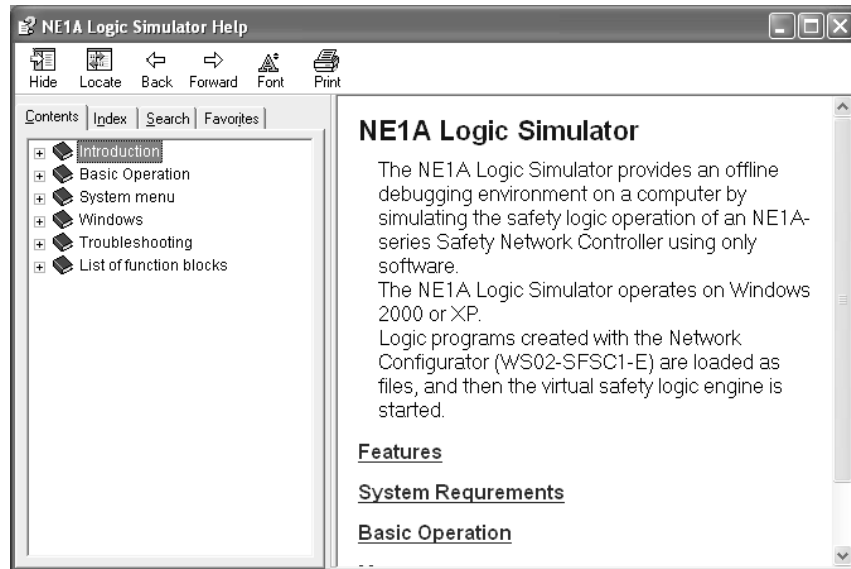 NE1A Logic Simulator Help
Hide Locate Back Forward Font Print
Contents Index Search Favorites
Introduction
Basic Operation
System menu
Windows
Troubleshooting
List of function blocks
NE1A Logic Simulator
The NE1A Logic Simulator provides an offline
debugging environment on a computer by
simulating the safety logic operation of an NE1A-
series Safety Network Controller using only
software.
The NE1A Logic Simulator operates on Windows
2000 or XP.
Logic programs created with the Network
Configurator (WS02-SFSC1-E) are loaded as
files, and then the virtual safety logic engine is
started.
Features
System Requrements
Basic Operation